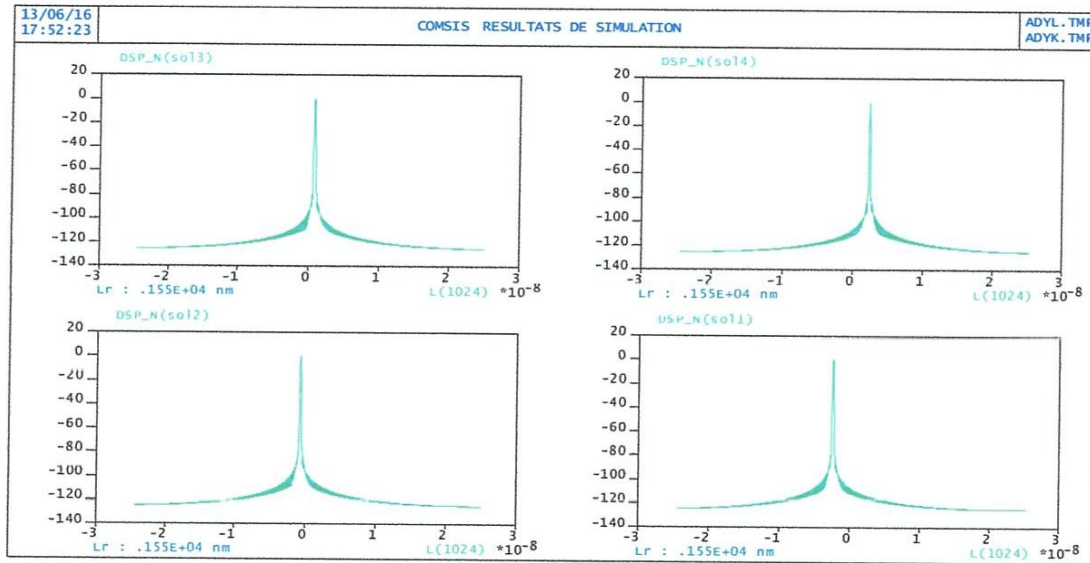 13/06/16
17:52:23
COMSIS RESULTATS DE SIMULATION
ADYL.TMP
ADYK.TMP
DSP_N(sol3)
20
0
-20
-40
-60
-80
-100
-120
-140
-3 -2 -1 0 1 2 3
Lr : .155E+04 nm
L(1024) *10-8
DSP_N(sol4)
20
0
-20
-40
-60
-80
-100
-120
-140
-3 -2 -1 0 1 2 3
Lr : .155E+04 nm
L(1024) *10-8
DSP_N(sol2)
20
0
-20
-40
-60
-80
-100
-120
-140
-3 -2 -1 0 1 2 3
Lr : .155E+04 nm
L(1024) *10-8
DSP_N(sol1)
20
0
-20
-40
-60
-80
-100
-120
-140
-3 -2 -1 0 1 2 3
Lr : .155E+04 nm
L(1024) *10-8